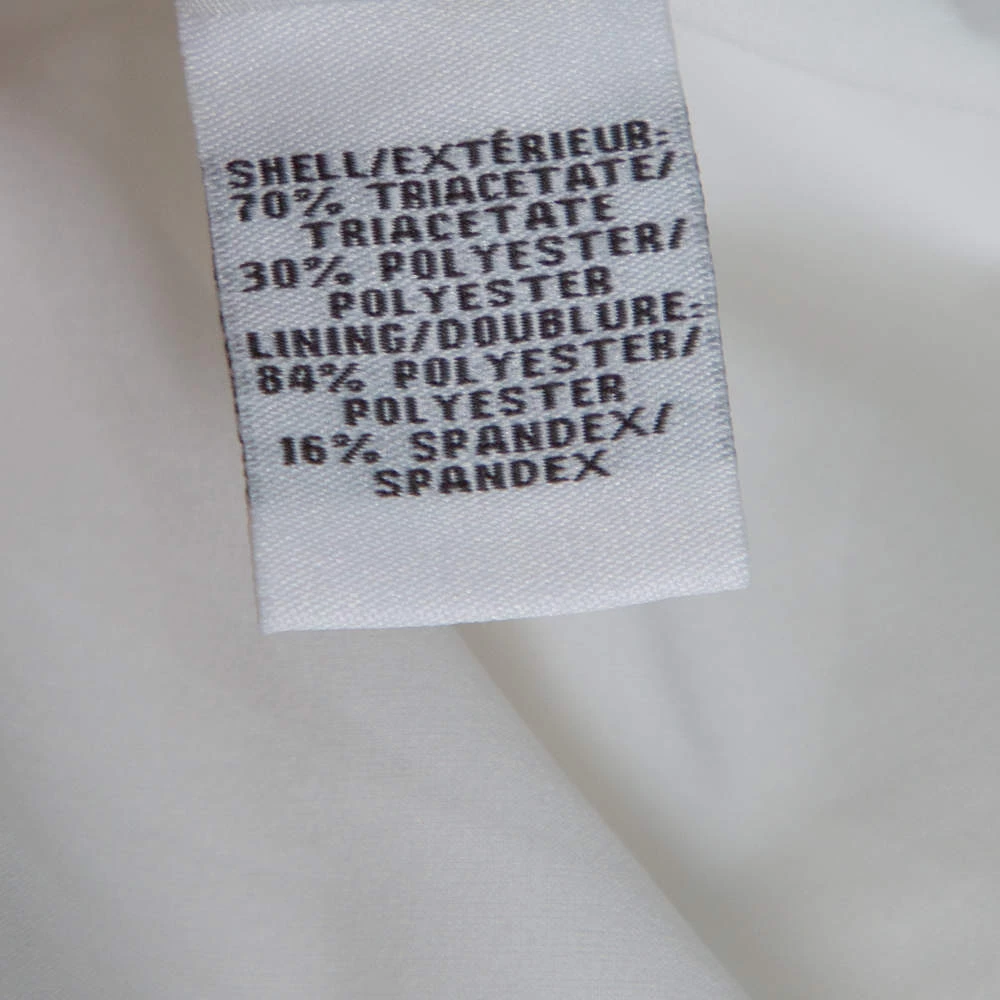 SHELL/EXTÉRIEUR:
70% TRIACETATE/
TRIACETATE
30% POLYESTER/
POLYESTER
LINING/DOUBLURE:
84% POLYESTER/
POLYESTER
16% SPANDEX/
SPANDEX